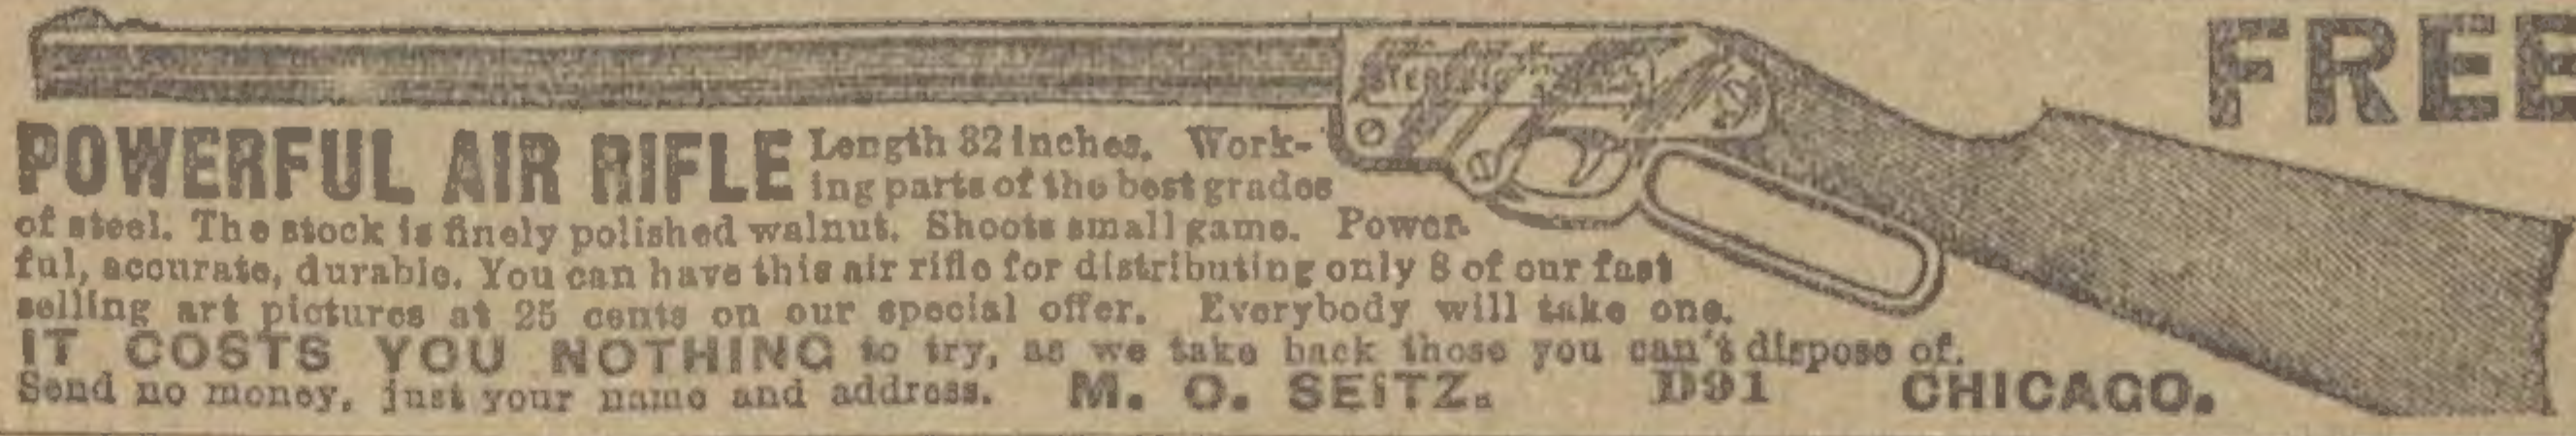 FREE
POWERFUL AIR RIFLE Length 32 inches. Work-
ing parts of the best grades
of steel. The stock is finely polished walnut. Shoots small game. Power-
ful, accurate, durable. You can have this air rifle for distributing only 8 of our fast
selling art pictures at 25 cents on our special offer. Everybody will take one.
IT COSTS YOU NOTHING to try, as we take back those you can't dispose of.
Send no money, just your name and address. M. O. SEITZ. D91 CHICAGO.